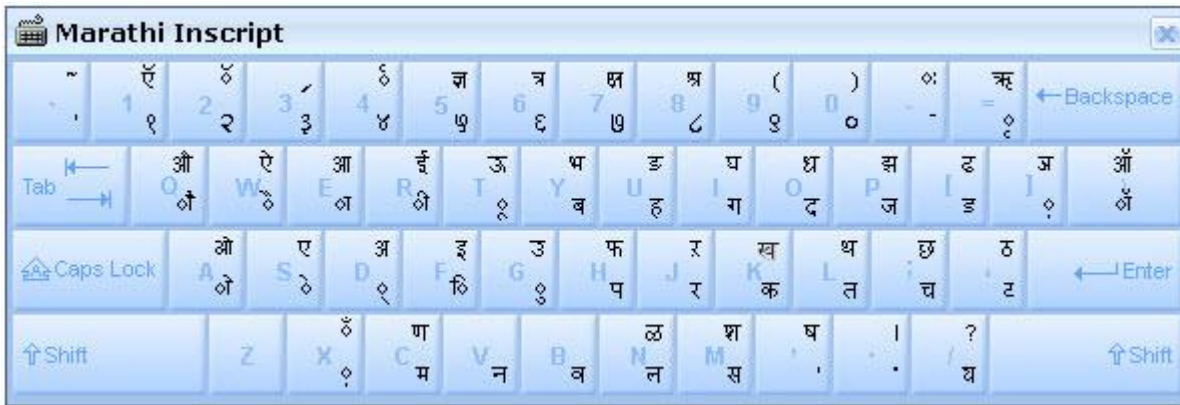 Marathi Inscript
~ ऍ ॅ ्र र् ज्ञ त्र क्ष श्र ( ) ः ऋ
` 1 2 3 4 5 6 7 8 9 0 - = ←Backspace
१ २ ३ ४ ५ ६ ७ ८ ९ ० - ृ
औ ऐ आ ई ऊ भ ङ घ ध झ ढ ञ ऑ
Tab Q W E R T Y U I O P [ ] \
ौ ै ा ी ू ब ह ग द ज ड ़ ॉ
ओ ए अ इ उ फ ऱ ख थ छ ठ
Caps Lock A S D F G H J K L ; ' Enter
ो े ् ि ु प र क त च ट
ँ ण ळ श ष । ?
Shift Z X C V B N M , . / Shift
ं म न व ल स , . य